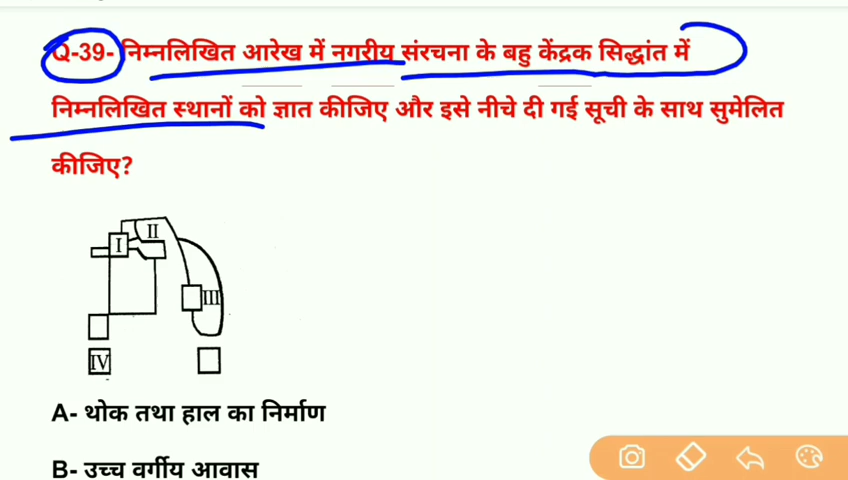 Q-39- निम्नलिखित आरेख में नगरीय संरचना के बहु केंद्रक सिद्धांत में
निम्नलिखित स्थानों को ज्ञात कीजिए और इसे नीचे दी गई सूची के साथ सुमेलित
कीजिए?
I
II
III
IV
A- थोक तथा हाल का निर्माण
B- उच्च वर्गीय आवास